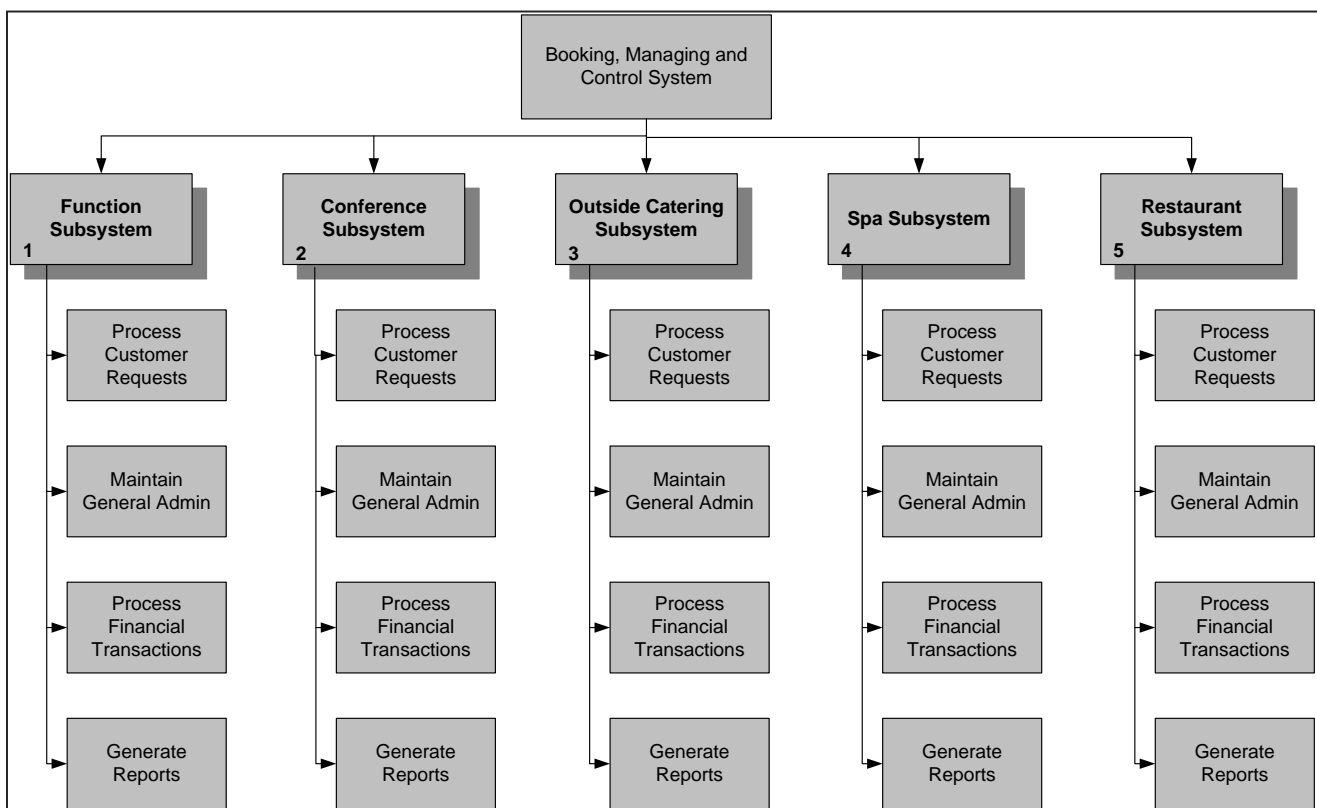 Booking, Managing and
Control System
Function
Subsystem
1
Conference
Subsystem
2
Outside Catering
Subsystem
3
Spa Subsystem
4
Restaurant
Subsystem
5
Process
Customer
Requests
Process
Customer
Requests
Process
Customer
Requests
Process
Customer
Requests
Process
Customer
Requests
Maintain
General Admin
Maintain
General Admin
Maintain
General Admin
Maintain
General Admin
Maintain
General Admin
Process
Financial
Transactions
Process
Financial
Transactions
Process
Financial
Transactions
Process
Financial
Transactions
Process
Financial
Transactions
Generate
Reports
Generate
Reports
Generate
Reports
Generate
Reports
Generate
Reports